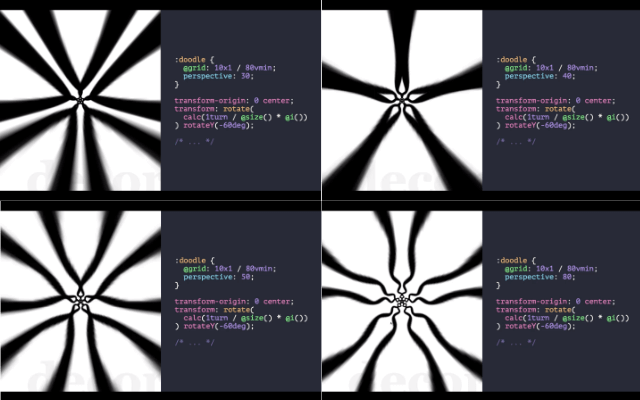 :doodle {
@grid: 10x1 / 80vmin;
perspective: 30;
}
transform-origin: 0 center;
transform: rotate(
calc(1turn / @size() * @i())
) rotateY(-60deg);
/* ... */
:doodle {
@grid: 10x1 / 80vmin;
perspective: 40;
}
transform-origin: 0 center;
transform: rotate(
calc(1turn / @size() * @i())
) rotateY(-60deg);
/* ... */
:doodle {
@grid: 10x1 / 80vmin;
perspective: 50;
}
transform-origin: 0 center;
transform: rotate(
calc(1turn / @size() * @i())
) rotateY(-60deg);
/* ... */
:doodle {
@grid: 10x1 / 80vmin;
perspective: 80;
}
transform-origin: 0 center;
transform: rotate(
calc(1turn / @size() * @i())
) rotateY(-60deg);
/* ... */